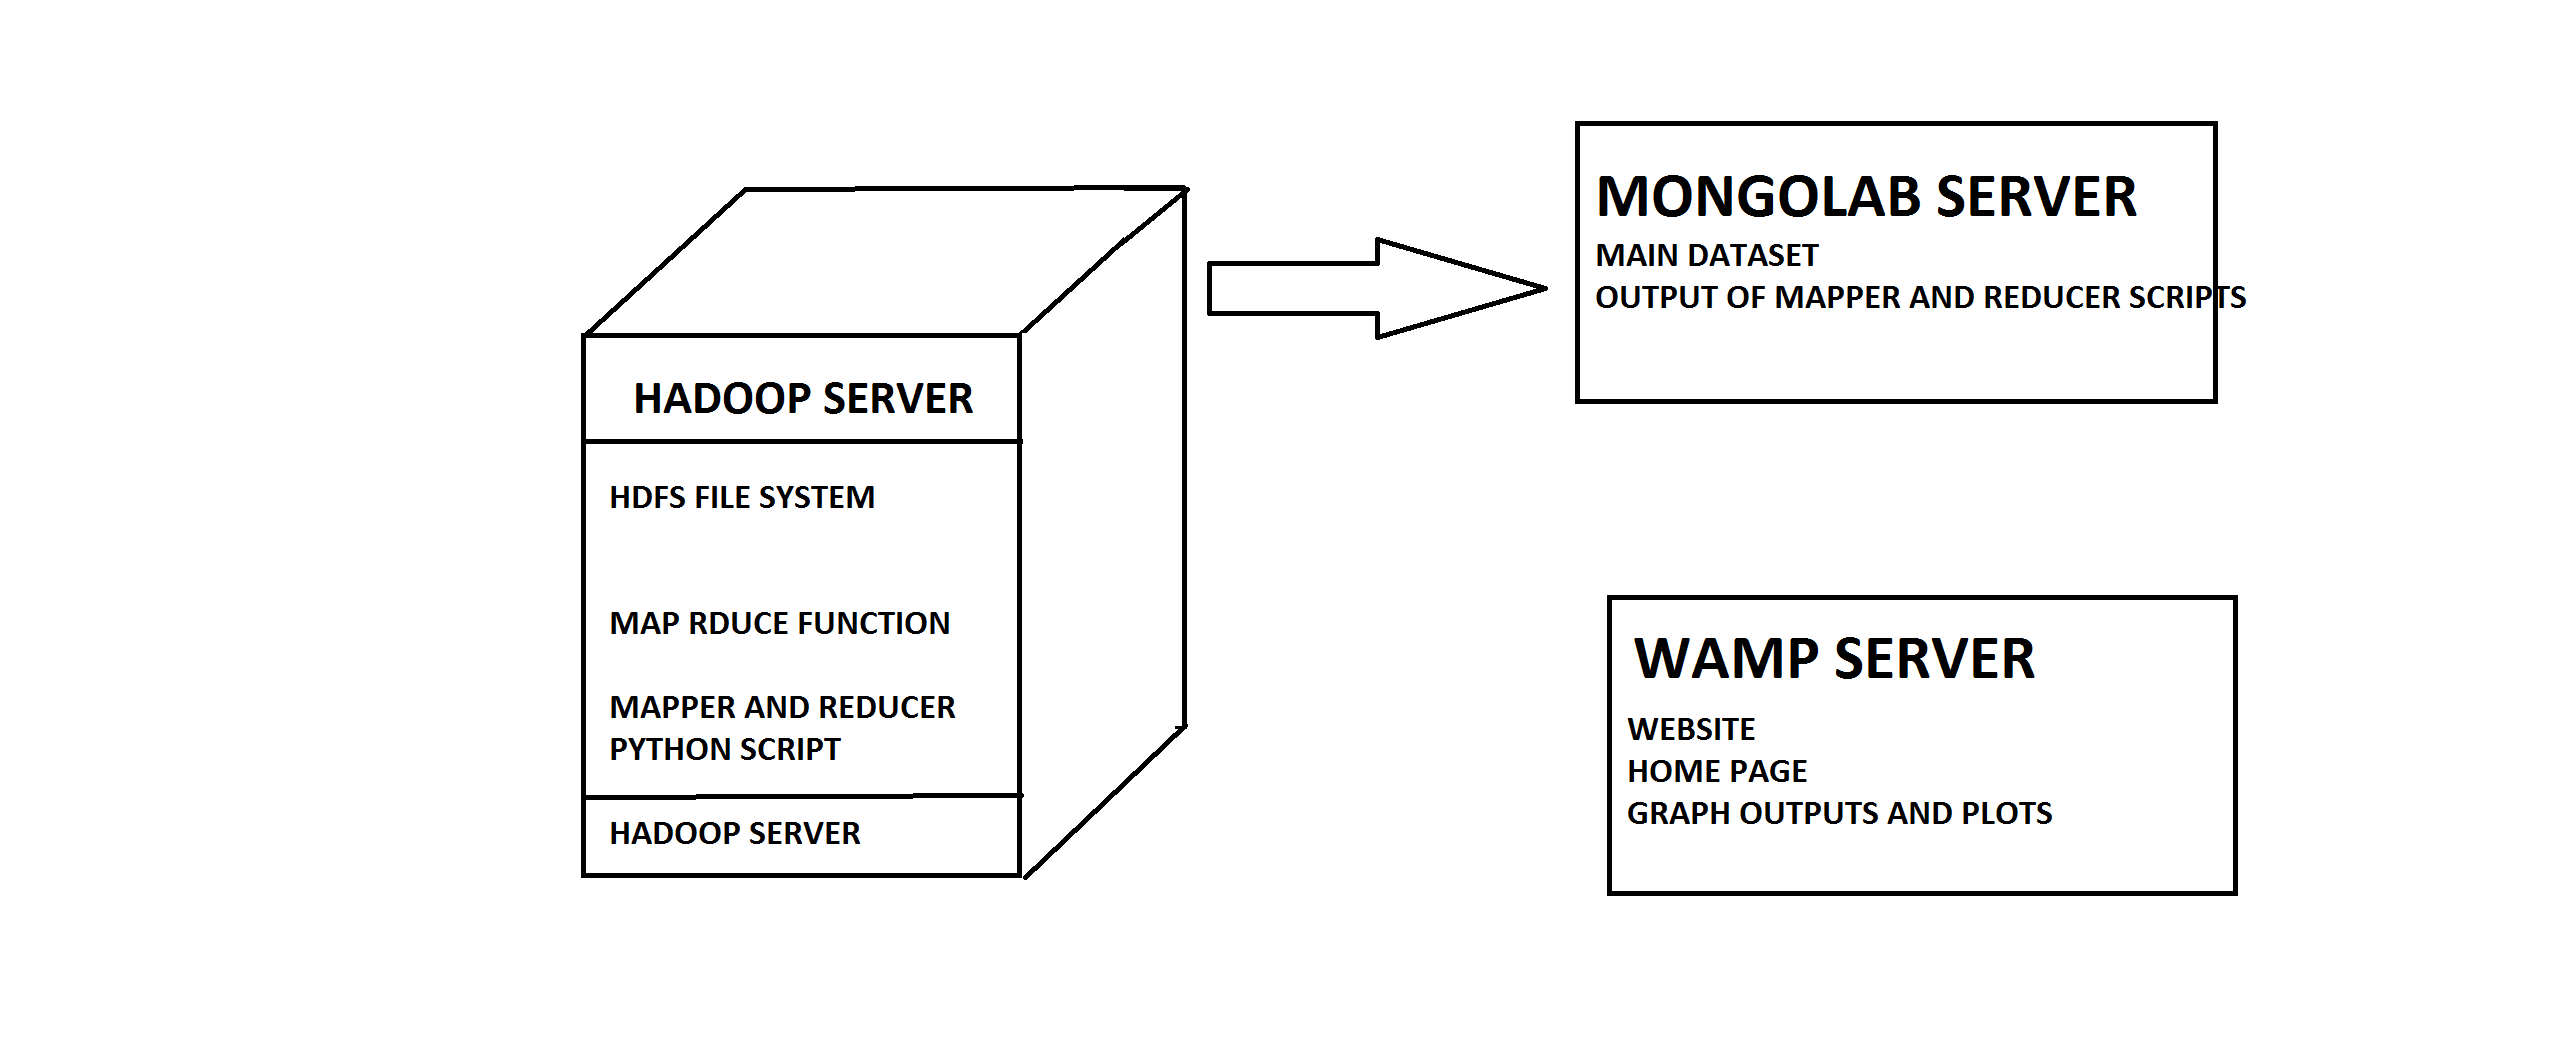 HADOOP SERVER
HDFS FILE SYSTEM
MAP RDUCE FUNCTION
MAPPER AND REDUCER
PYTHON SCRIPT
HADOOP SERVER
MONGOLAB SERVER
MAIN DATASET
OUTPUT OF MAPPER AND REDUCER SCRIPTS
WAMP SERVER
WEBSITE
HOME PAGE
GRAPH OUTPUTS AND PLOTS